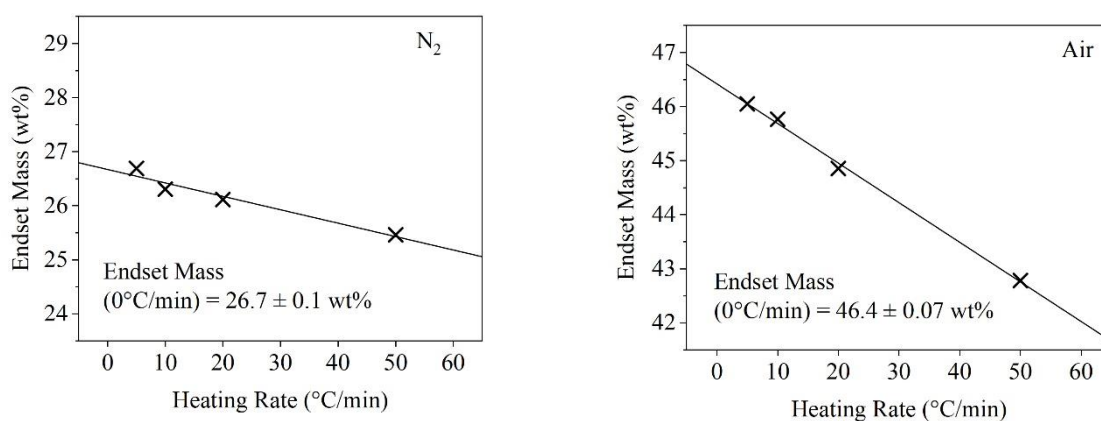 N₂
29
28
27
26
25
24
Endset Mass (wt%)
Endset Mass
(0°C/min) = 26.7 ± 0.1 wt%
0 10 20 30 40 50 60
Heating Rate (°C/min)
Air
47
46
45
44
43
42
Endset Mass (wt%)
Endset Mass
(0°C/min) = 46.4 ± 0.07 wt%
0 10 20 30 40 50 60
Heating Rate (°C/min)